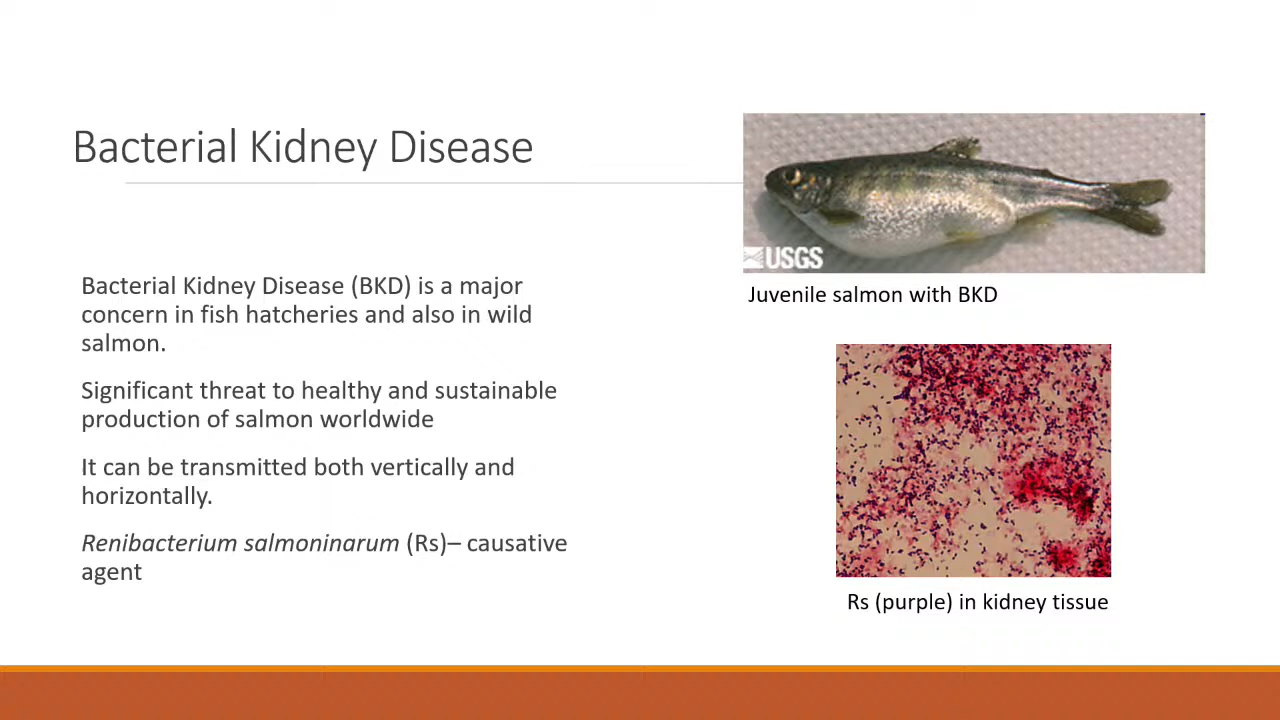 Bacterial Kidney Disease
Bacterial Kidney Disease (BKD) is a major
concern in fish hatcheries and also in wild
salmon.
Significant threat to healthy and sustainable
production of salmon worldwide
It can be transmitted both vertically and
horizontally.
Renibacterium salmoninarum (Rs)– causative
agent
USGS
Juvenile salmon with BKD
Rs (purple) in kidney tissue